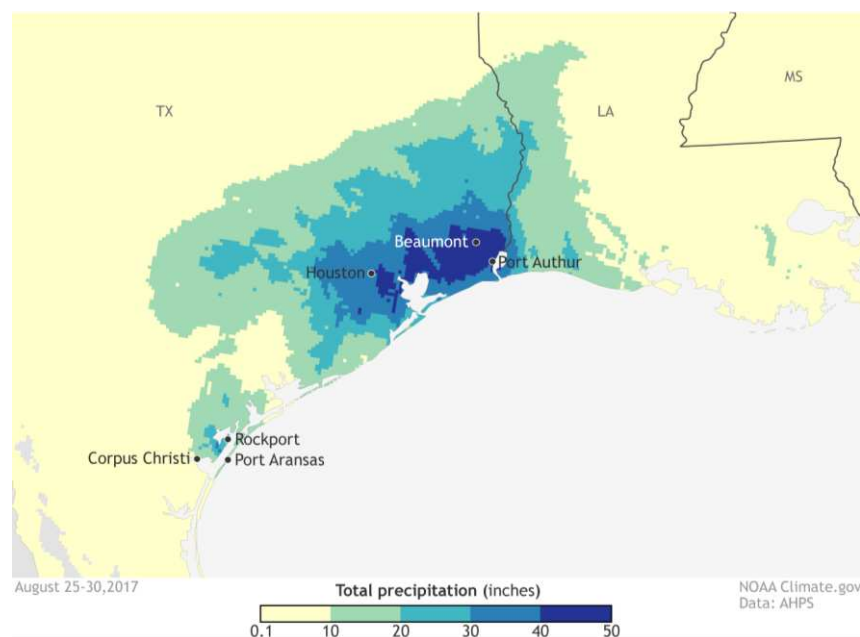 TX
LA
MS
Beaumont
Port Authur
Houston
Rockport
Corpus Christi
Port Aransas
August 25-30,2017
Total precipitation (inches)
NOAA Climate.gov
Data: AHPS
0.1 10 20 30 40 50